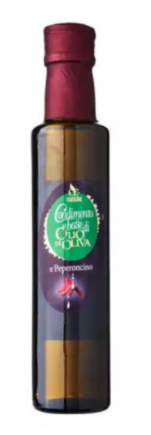 Condimento
a base di
OLIO
DI OLIVA
e Peperoncino